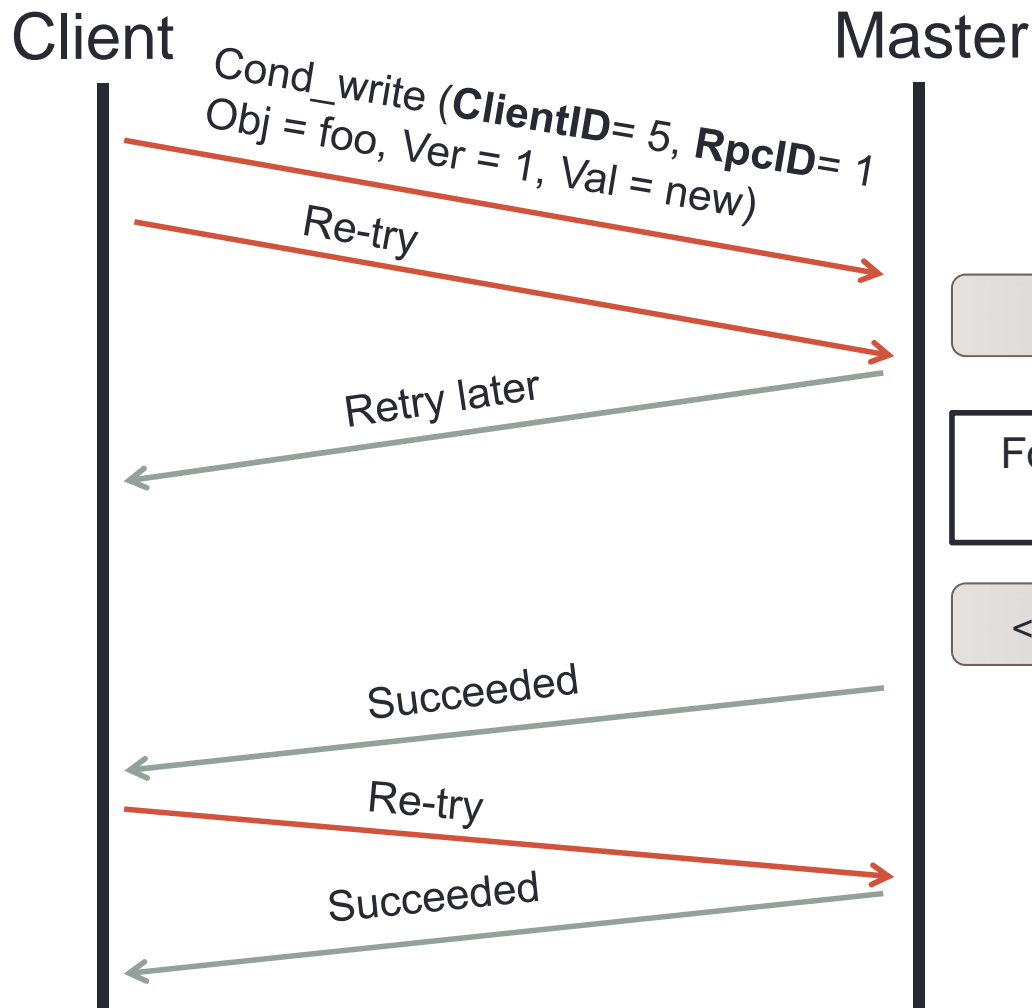 Client
Master
Cond_write (ClientID= 5, RpcID= 1
Obj = foo, Ver = 1, Val = new)
Re-try
Retry later
Fo
<
Succeeded
Re-try
Succeeded